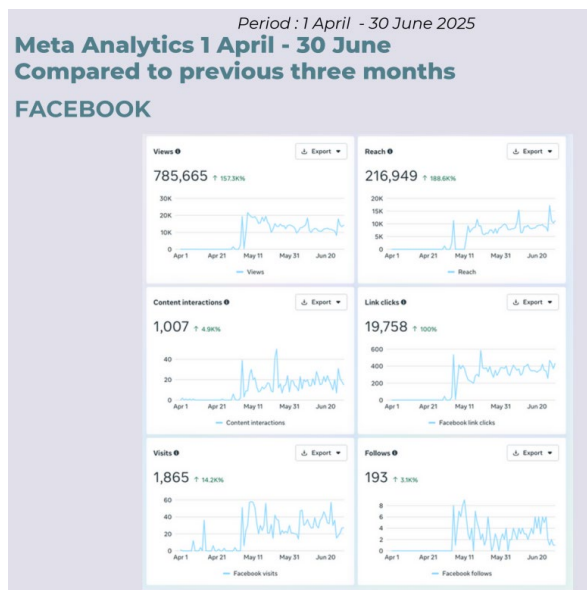 Period : 1 April - 30 June 2025
Meta Analytics 1 April - 30 June
Compared to previous three months
FACEBOOK
Views
Export
785,665 ↑ 157.3K%
30K
20K
10K
0
Apr 1 Apr 21 May 11 May 31 Jun 20
Views
Reach
Export
216,949 ↑ 188.6K%
20K
15K
10K
5K
0
Apr 1 Apr 21 May 11 May 31 Jun 20
Reach
Content interactions
Export
1,007 ↑ 4.9K%
40
20
0
Apr 1 Apr 21 May 11 May 31 Jun 20
Content interactions
Link clicks
Export
19,758 ↑ 100%
600
400
200
0
Apr 1 Apr 21 May 11 May 31 Jun 20
Facebook link clicks
Visits
Export
1,865 ↑ 14.2K%
60
40
20
0
Apr 1 Apr 21 May 11 May 31 Jun 20
Facebook visits
Follows
Export
193 ↑ 3.1K%
8
6
4
2
0
Apr 1 Apr 21 May 11 May 31 Jun 20
Facebook follows